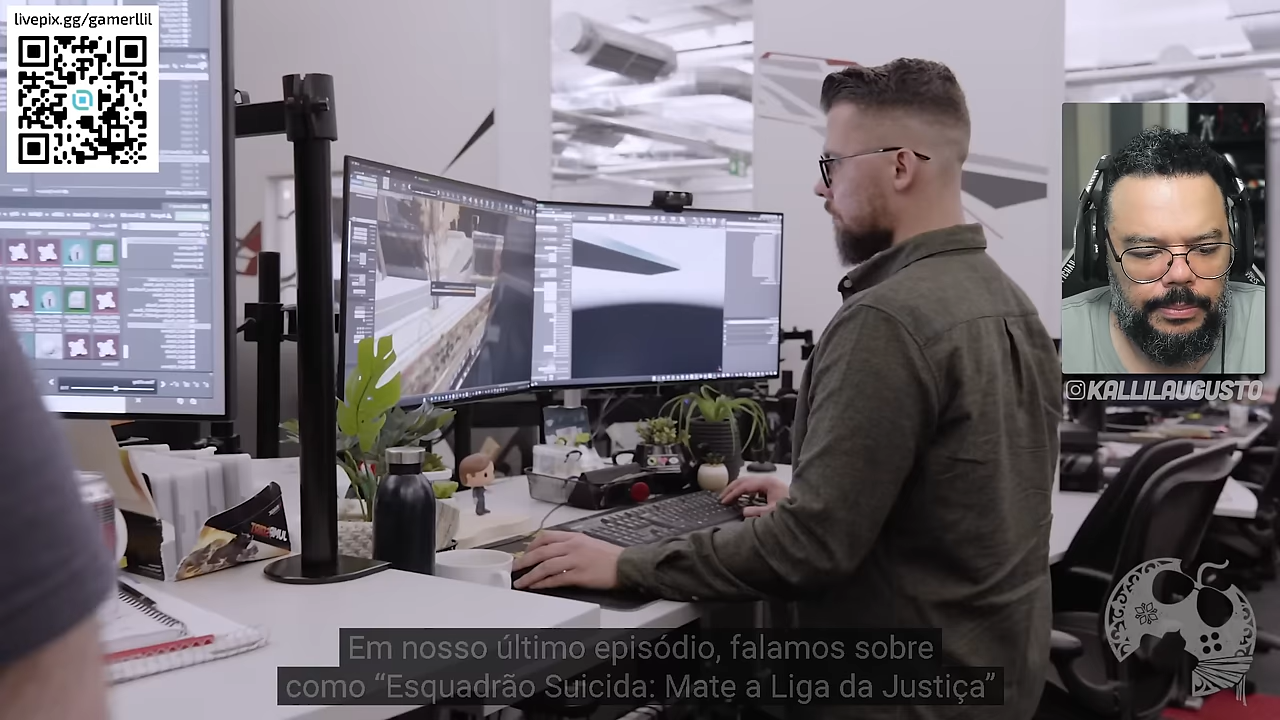 livepix.gg/gamerllil
KALLILAUGUSTO
Em nosso último episódio, falamos sobre
como “Esquadrão Suicida: Mate a Liga da Justiça”